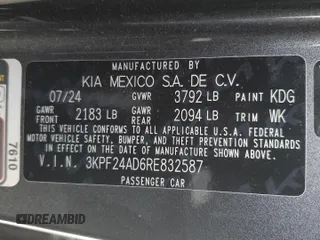 MANUFACTURED BY
KIA MEXICO S.A. DE C.V.
07/24 GVWR 3792 LB PAINT KDG
GAWR FRONT 2183 LB GAWR REAR 2094 LB TRIM WK
THIS VEHICLE CONFORMS TO ALL APPLICABLE U.S.A. FEDERAL
MOTOR VEHICLE SAFETY, BUMPER, AND THEFT PREVENTION
STANDARDS IN EFFECT ON THE DATE OF MANUFACTURE
SHOWN ABOVE.
V.I.N. 3KPF24AD6RE832587
PASSENGER CAR
7610
DREAMBID